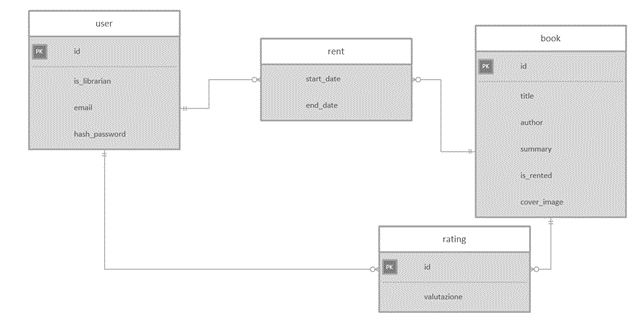 user
PK id
is_librarian
email
hash_password
rent
start_date
end_date
book
PK id
title
author
summary
is_rented
cover_image
rating
PK id
valutazione